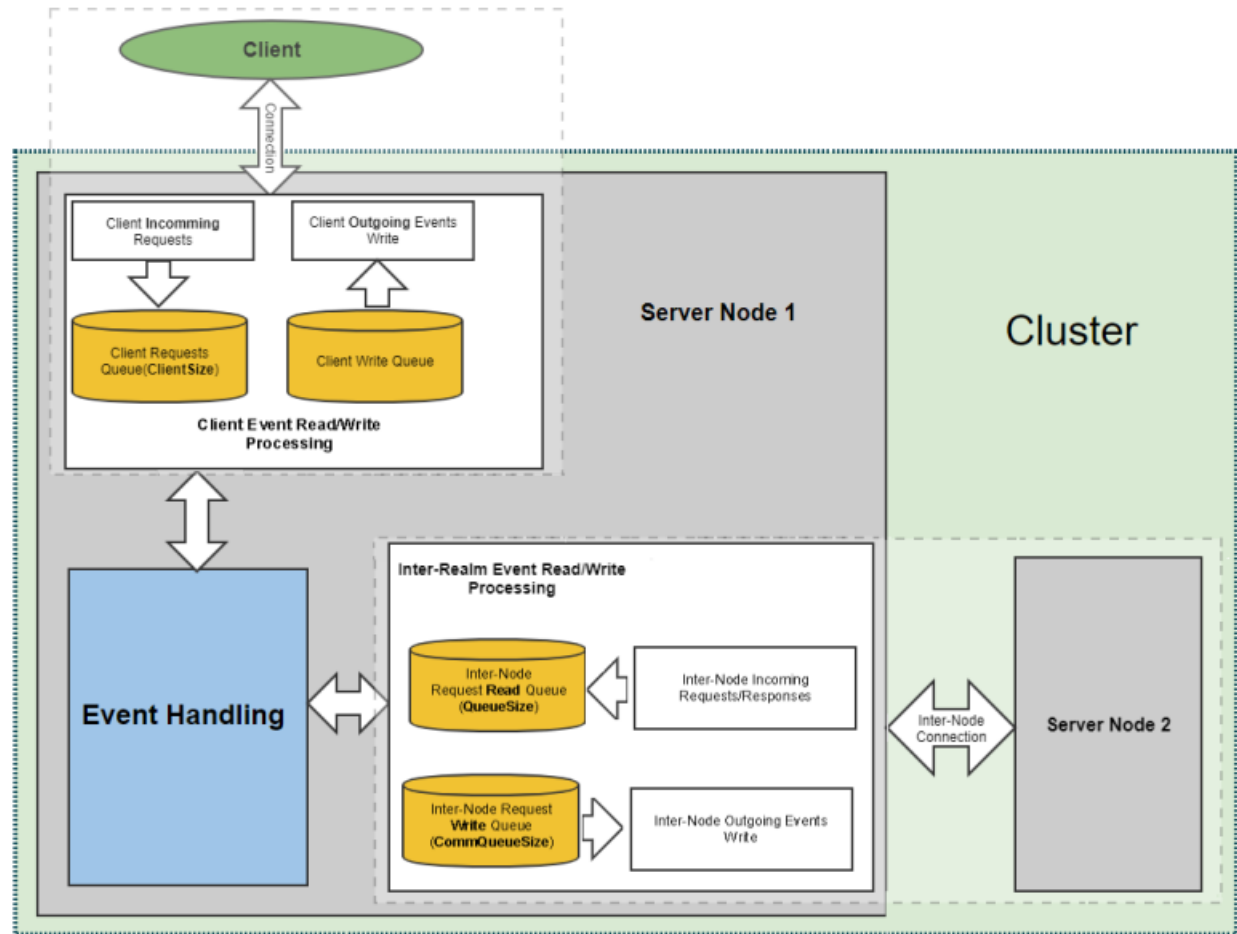 Client
Connection
Client Incomming
Requests
Client Outgoing Events
Write
Client Requests
Queue(ClientSize)
Client Write Queue
Client Event Read/Write
Processing
Server Node 1
Cluster
Event Handling
Inter-Realm Event Read/Write
Processing
Inter-Node
Request Read Queue
(QueueSize)
Inter-Node Incoming
Requests/Responses
Inter-Node Request
Write Queue
(CommQueueSize)
Inter-Node Outgoing Events
Write
Inter-Node
Connection
Server Node 2